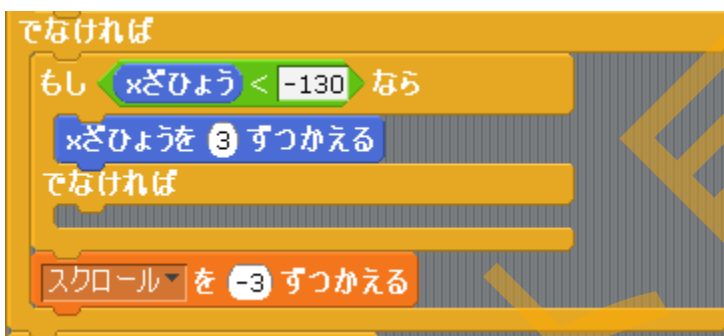 でなければ
もし xざひょう < -130 なら
xざひょうを 3 ずつかえる
でなければ
スクロール を -3 ずつかえる